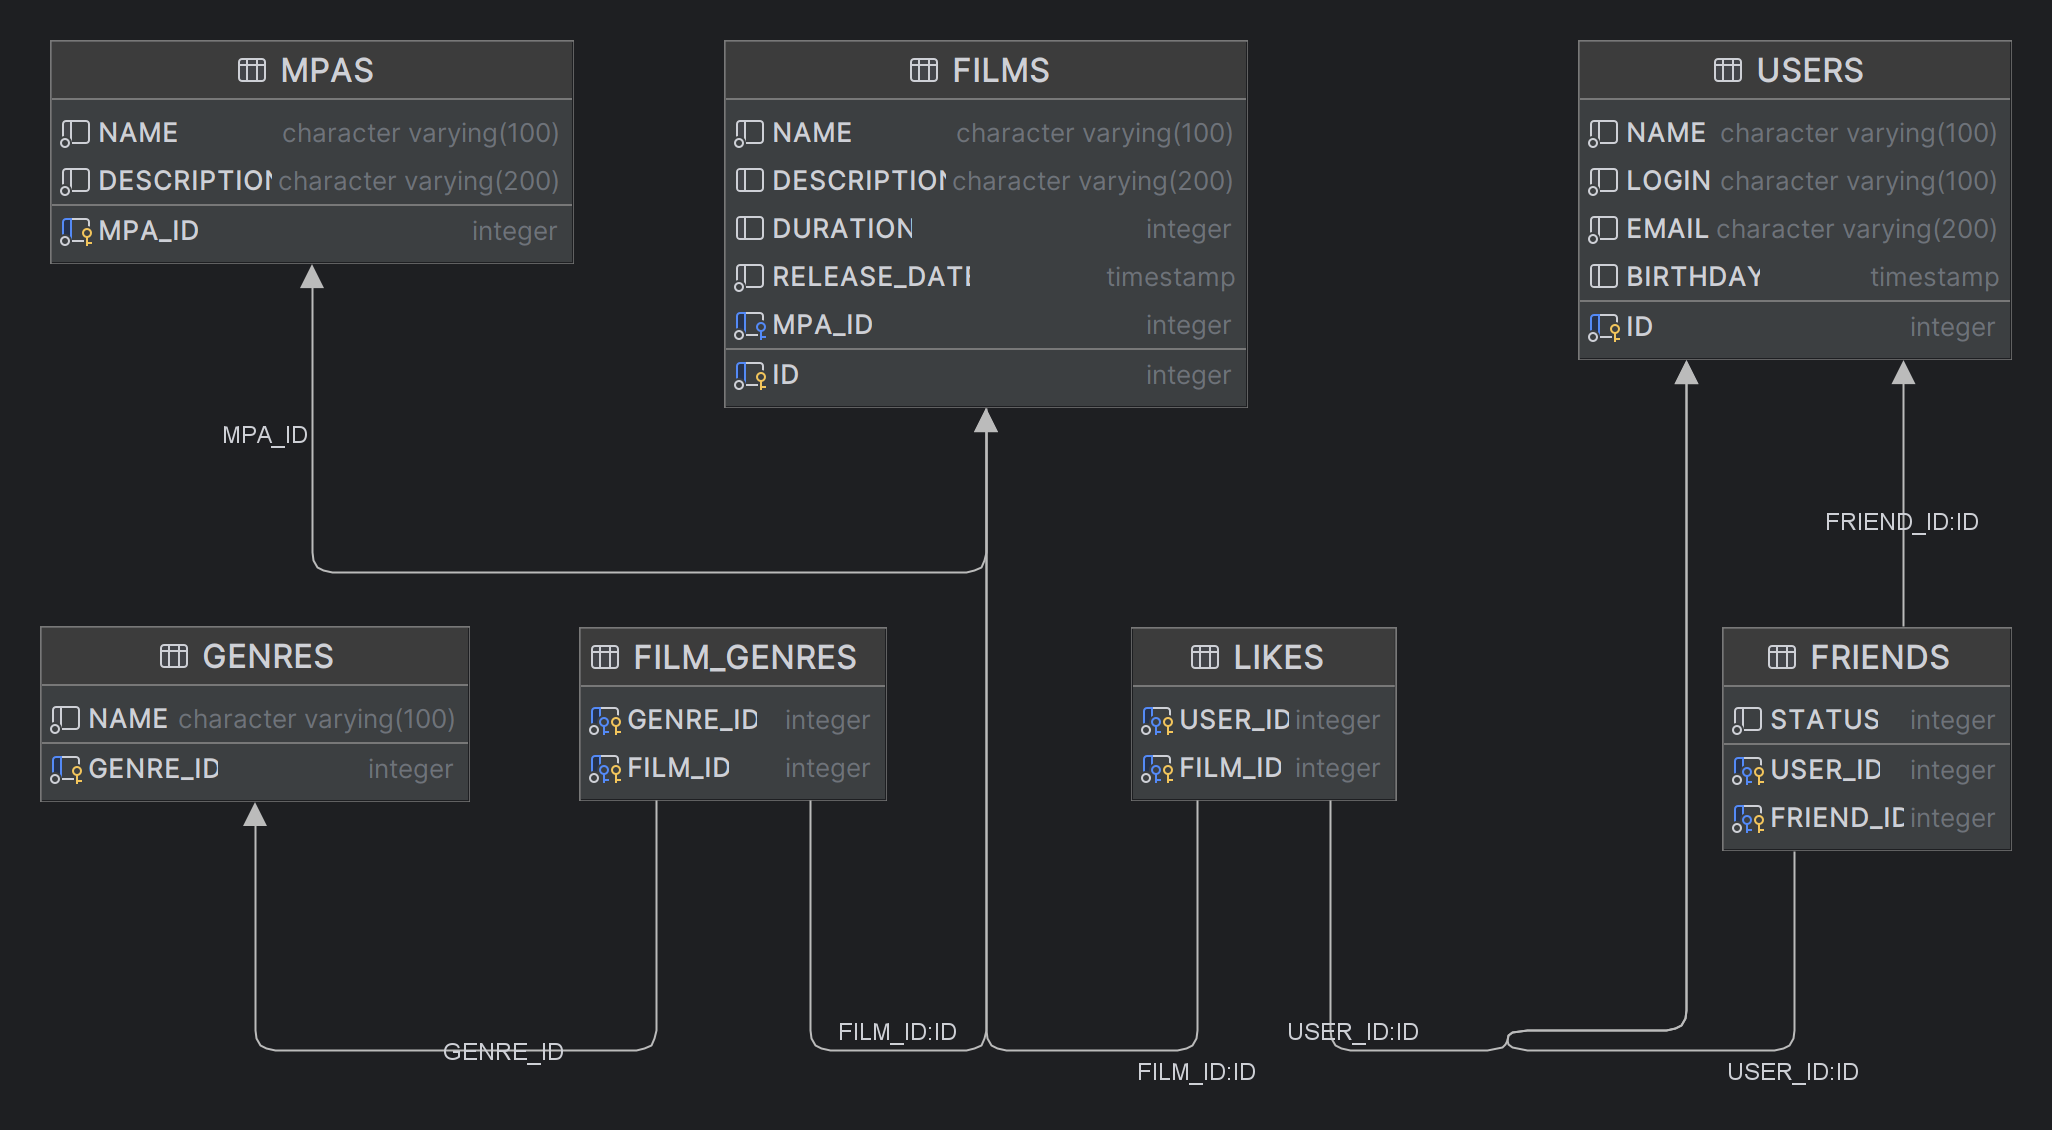 MPAS
NAME character varying(100)
DESCRIPTION character varying(200)
MPA_ID integer
FILMS
NAME character varying(100)
DESCRIPTION character varying(200)
DURATION integer
RELEASE_DATE timestamp
MPA_ID integer
ID integer
USERS
NAME character varying(100)
LOGIN character varying(100)
EMAIL character varying(200)
BIRTHDAY timestamp
ID integer
MPA_ID
FRIEND_ID:ID
GENRES
NAME character varying(100)
GENRE_ID integer
FILM_GENRES
GENRE_ID integer
FILM_ID integer
LIKES
USER_ID integer
FILM_ID integer
FRIENDS
STATUS integer
USER_ID integer
FRIEND_ID integer
GENRE_ID
FILM_ID:ID
FILM_ID:ID
USER_ID:ID
USER_ID:ID